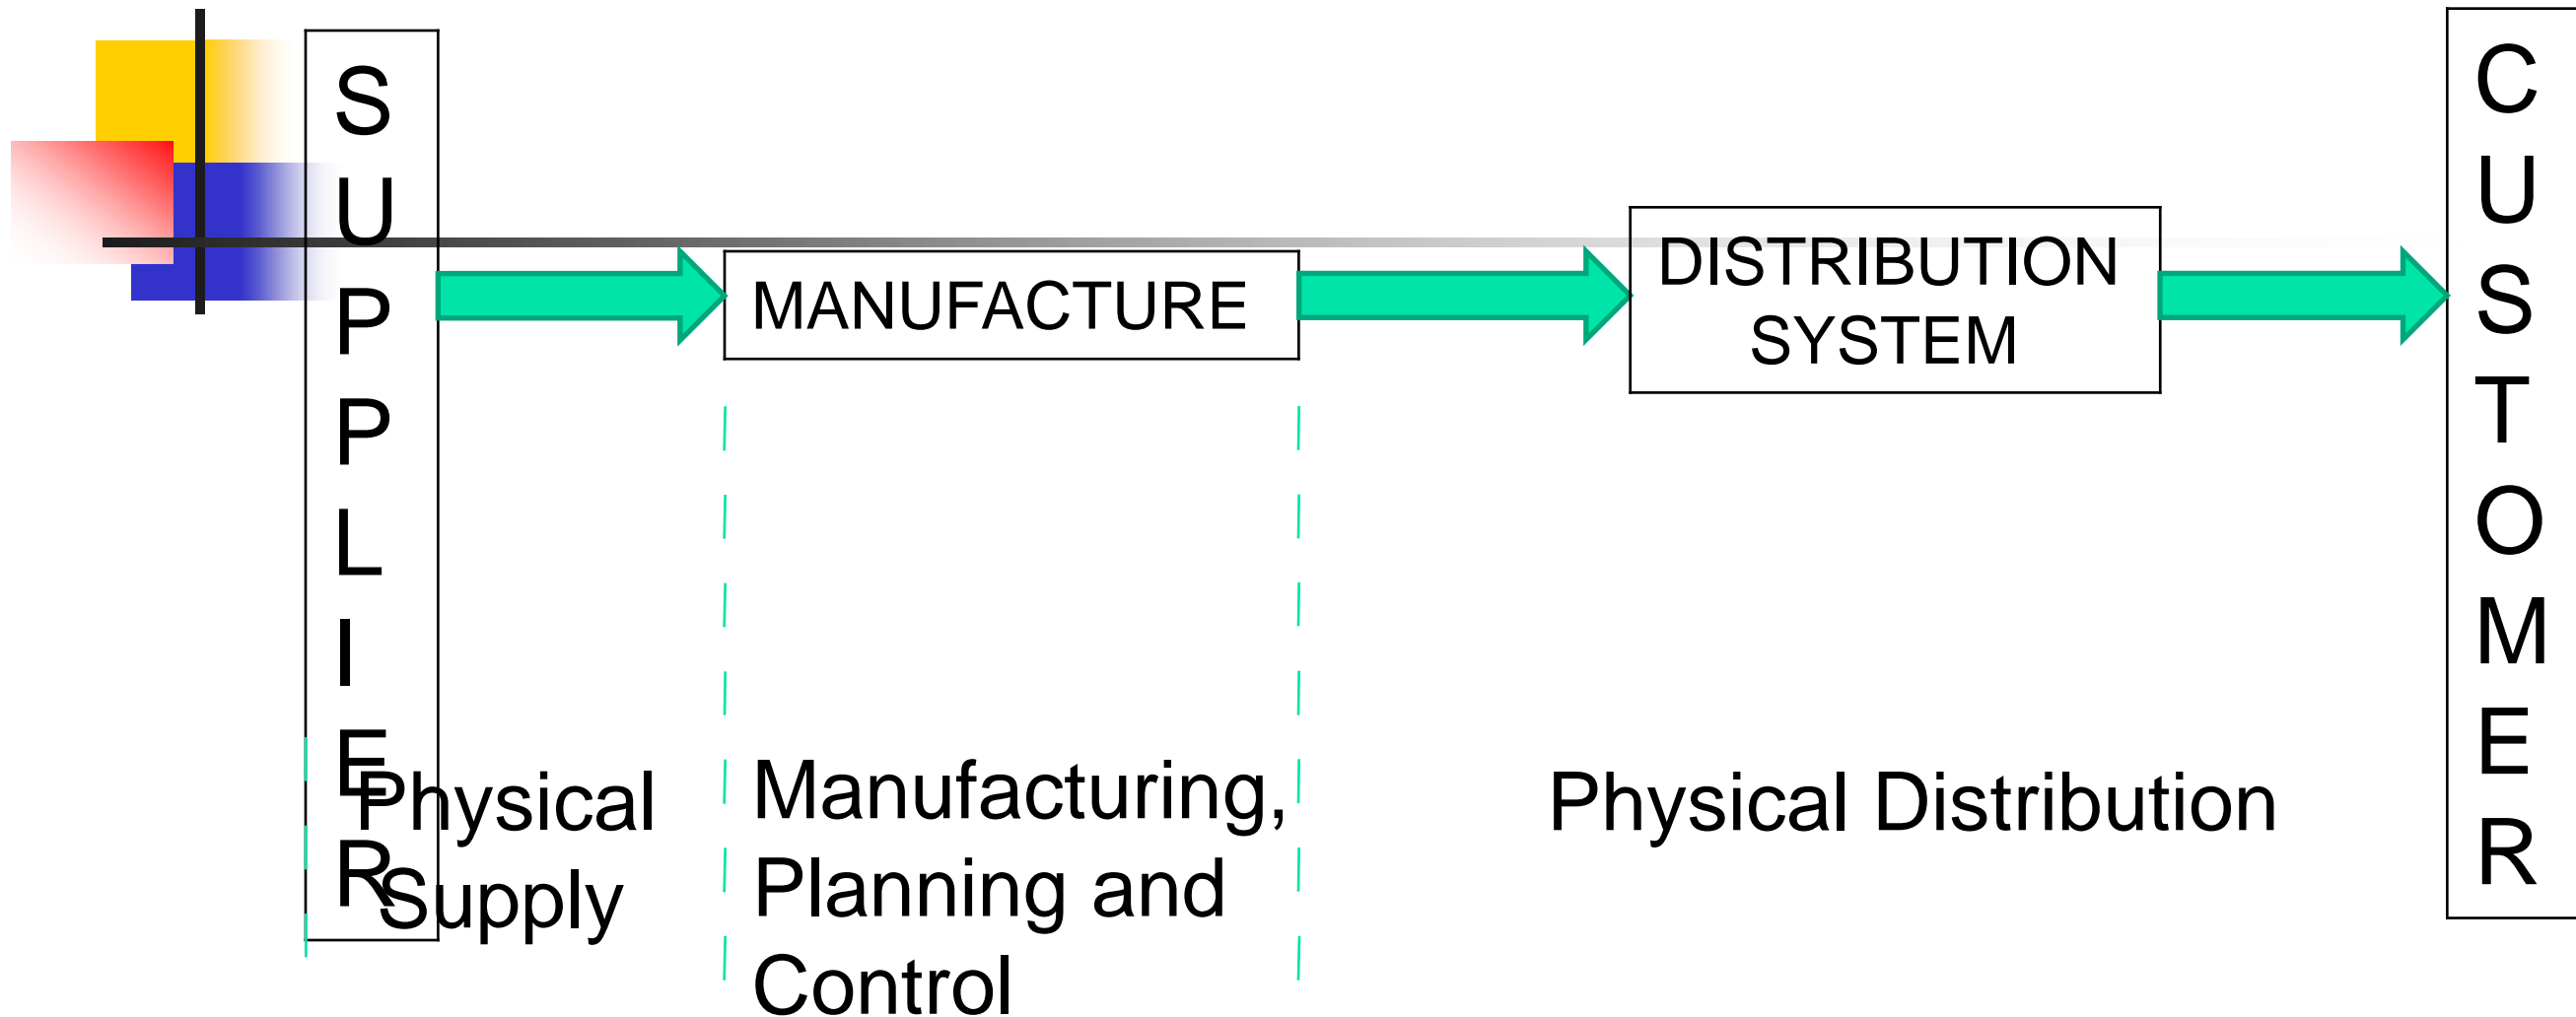 SUPPLIER
MANUFACTURE
DISTRIBUTION
SYSTEM
CUSTOMER
Physical
Supply
Manufacturing,
Planning and
Control
Physical Distribution